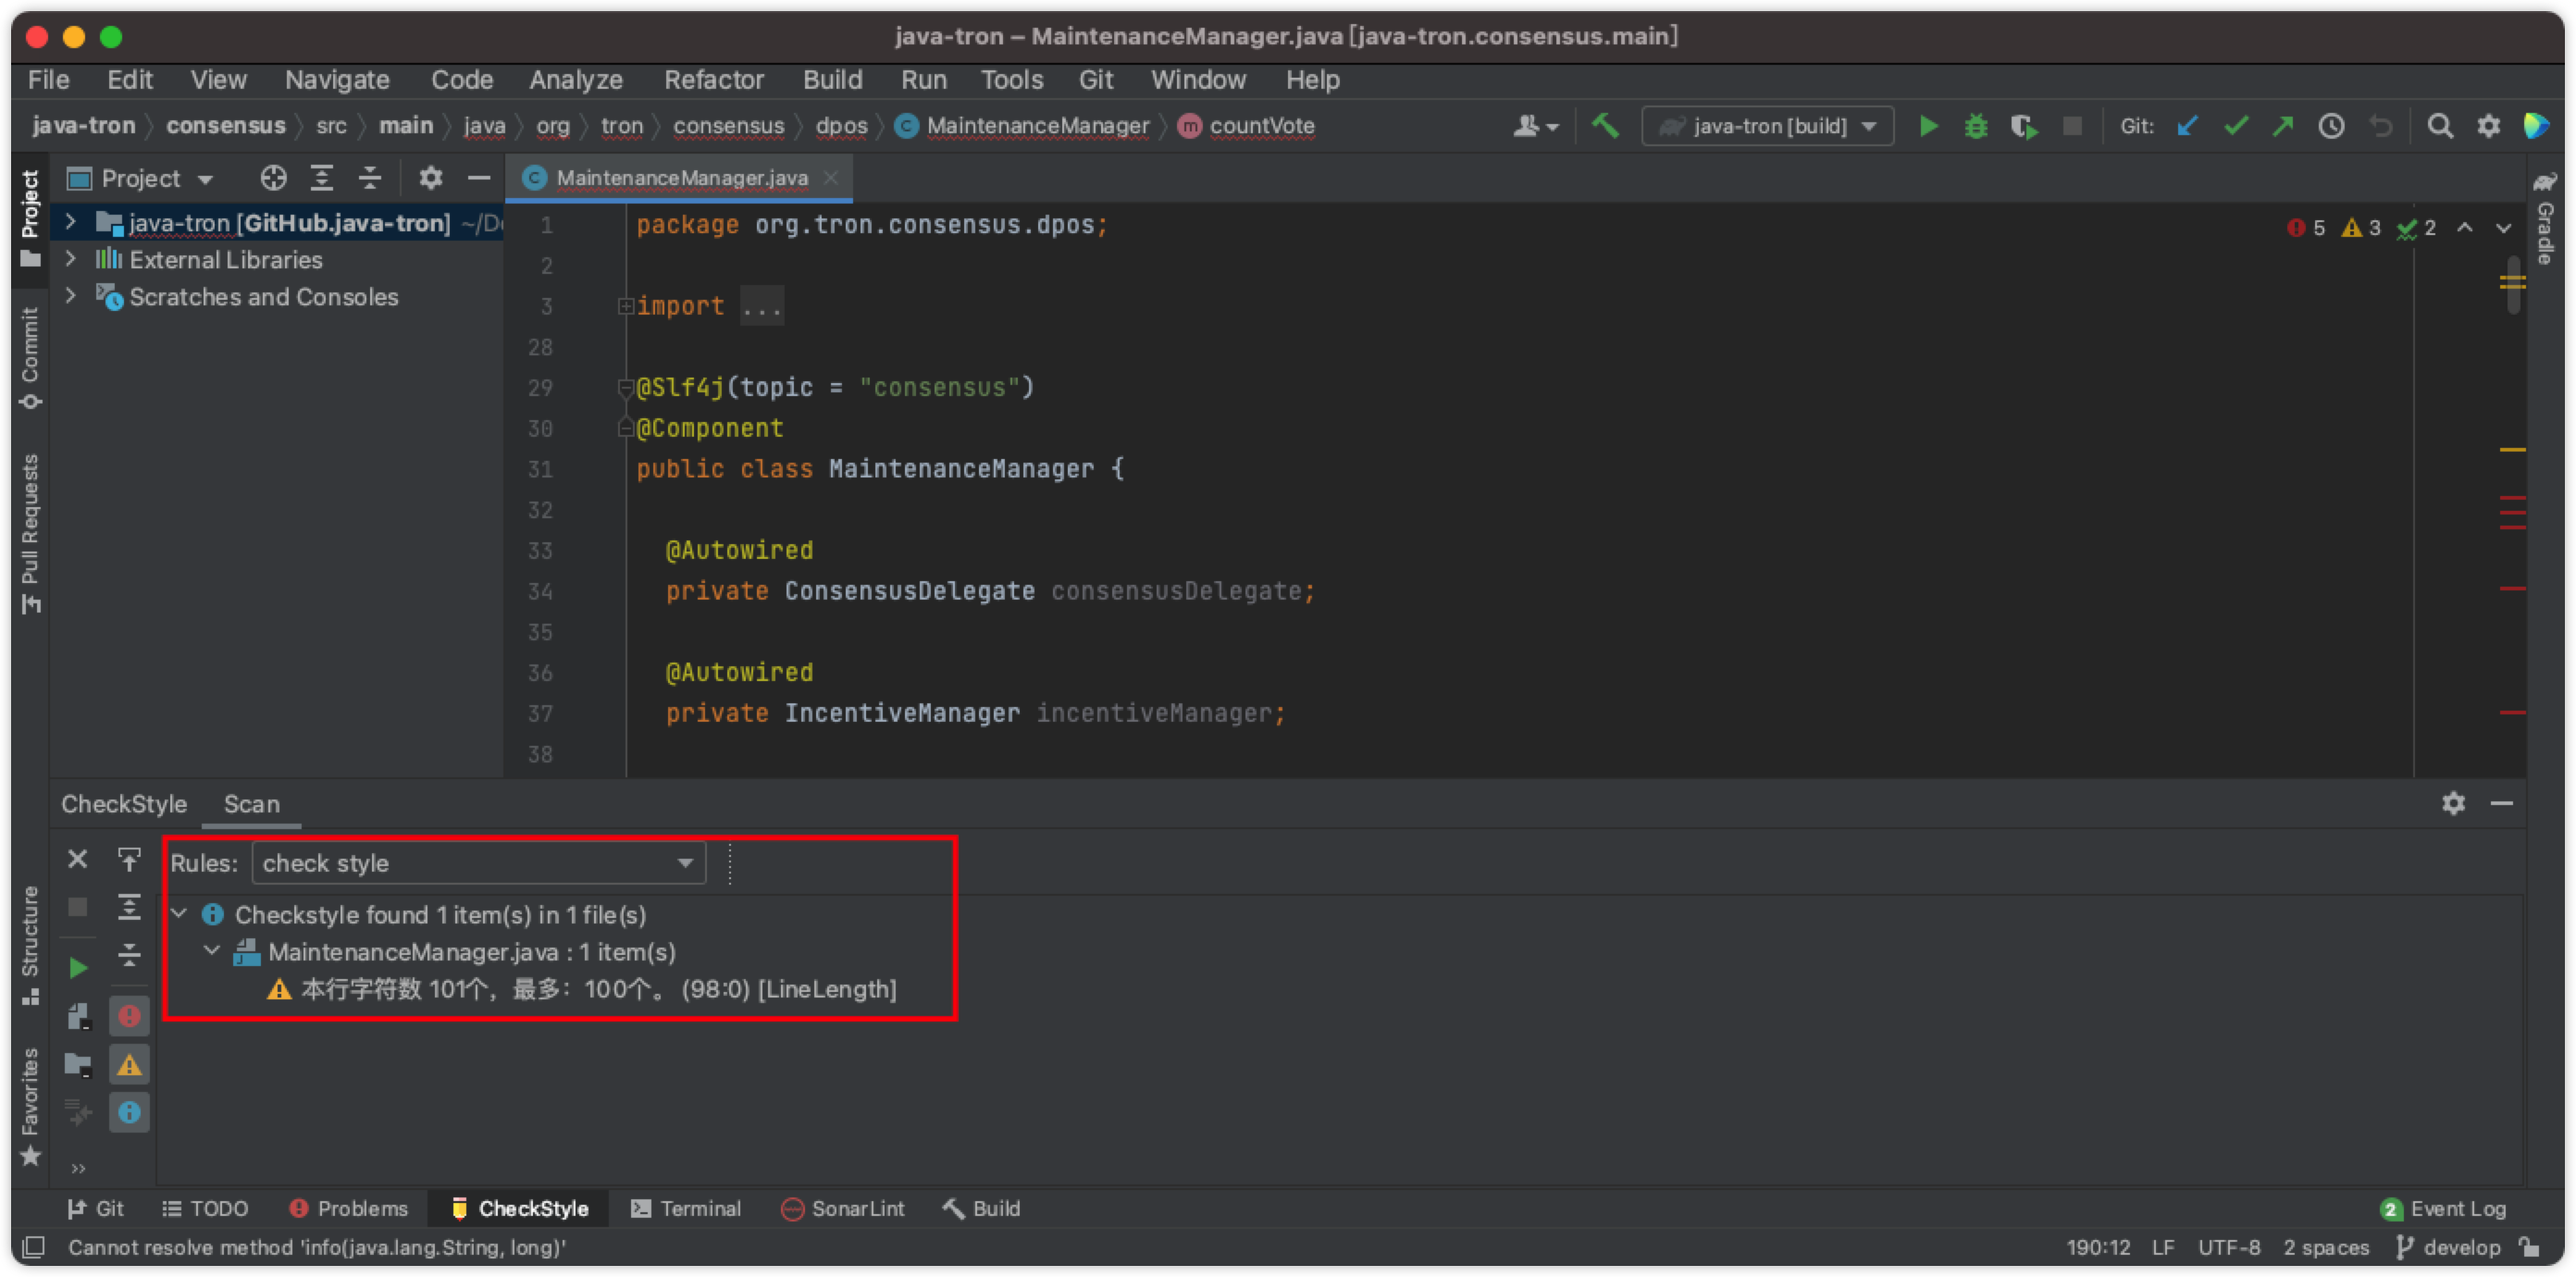 java-tron – MaintenanceManager.java [java-tron.consensus.main]
File Edit View Navigate Code Analyze Refactor Build Run Tools Git Window Help
java-tron consensus src main java org tron consensus dpos MaintenanceManager countVote java-tron [build] Git:
Project
MaintenanceManager.java
Project
Commit
Pull Requests
Structure
Favorites
java-tron [GitHub.java-tron]
External Libraries
Scratches and Consoles
1 package org.tron.consensus.dpos;
2
3 import ...
28
29 @Slf4j(topic = "consensus")
30 @Component
31 public class MaintenanceManager {
32
33 @Autowired
34 private ConsensusDelegate consensusDelegate;
35
36 @Autowired
37 private IncentiveManager incentiveManager;
38
5 3 2
Gradle
CheckStyle Scan
Rules: check style
Checkstyle found 1 item(s) in 1 file(s)
MaintenanceManager.java : 1 item(s)
本行字符数 101个，最多：100个。 (98:0) [LineLength]
Git TODO Problems CheckStyle Terminal SonarLint Build 2 Event Log
Cannot resolve method 'info(java.lang.String, long)' 190:12 LF UTF-8 2 spaces develop